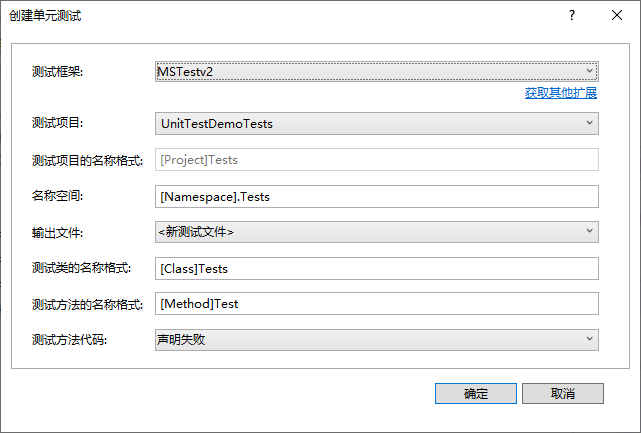 创建单元测试
?
测试框架: MSTestv2
获取其他扩展
测试项目: UnitTestDemoTests
测试项目的名称格式: [Project]Tests
名称空间: [Namespace].Tests
输出文件: <新测试文件>
测试类的名称格式: [Class]Tests
测试方法的名称格式: [Method]Test
测试方法代码: 声明失败
确定 取消